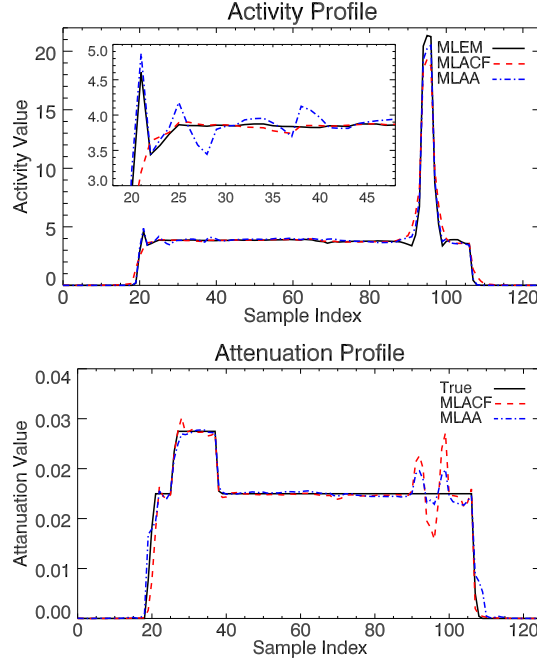 Activity Profile
20
15
10
5
0
Activity Value
5.0
4.5
4.0
3.5
3.0
20 25 30 35 40 45
MLEM
MLACF
MLAA
0 20 40 60 80 100 120
Sample Index
Attenuation Profile
0.04
0.03
0.02
0.02
0.01
0.00
Attanuation Value
True
MLACF
MLAA
0 20 40 60 80 100 120
Sample Index